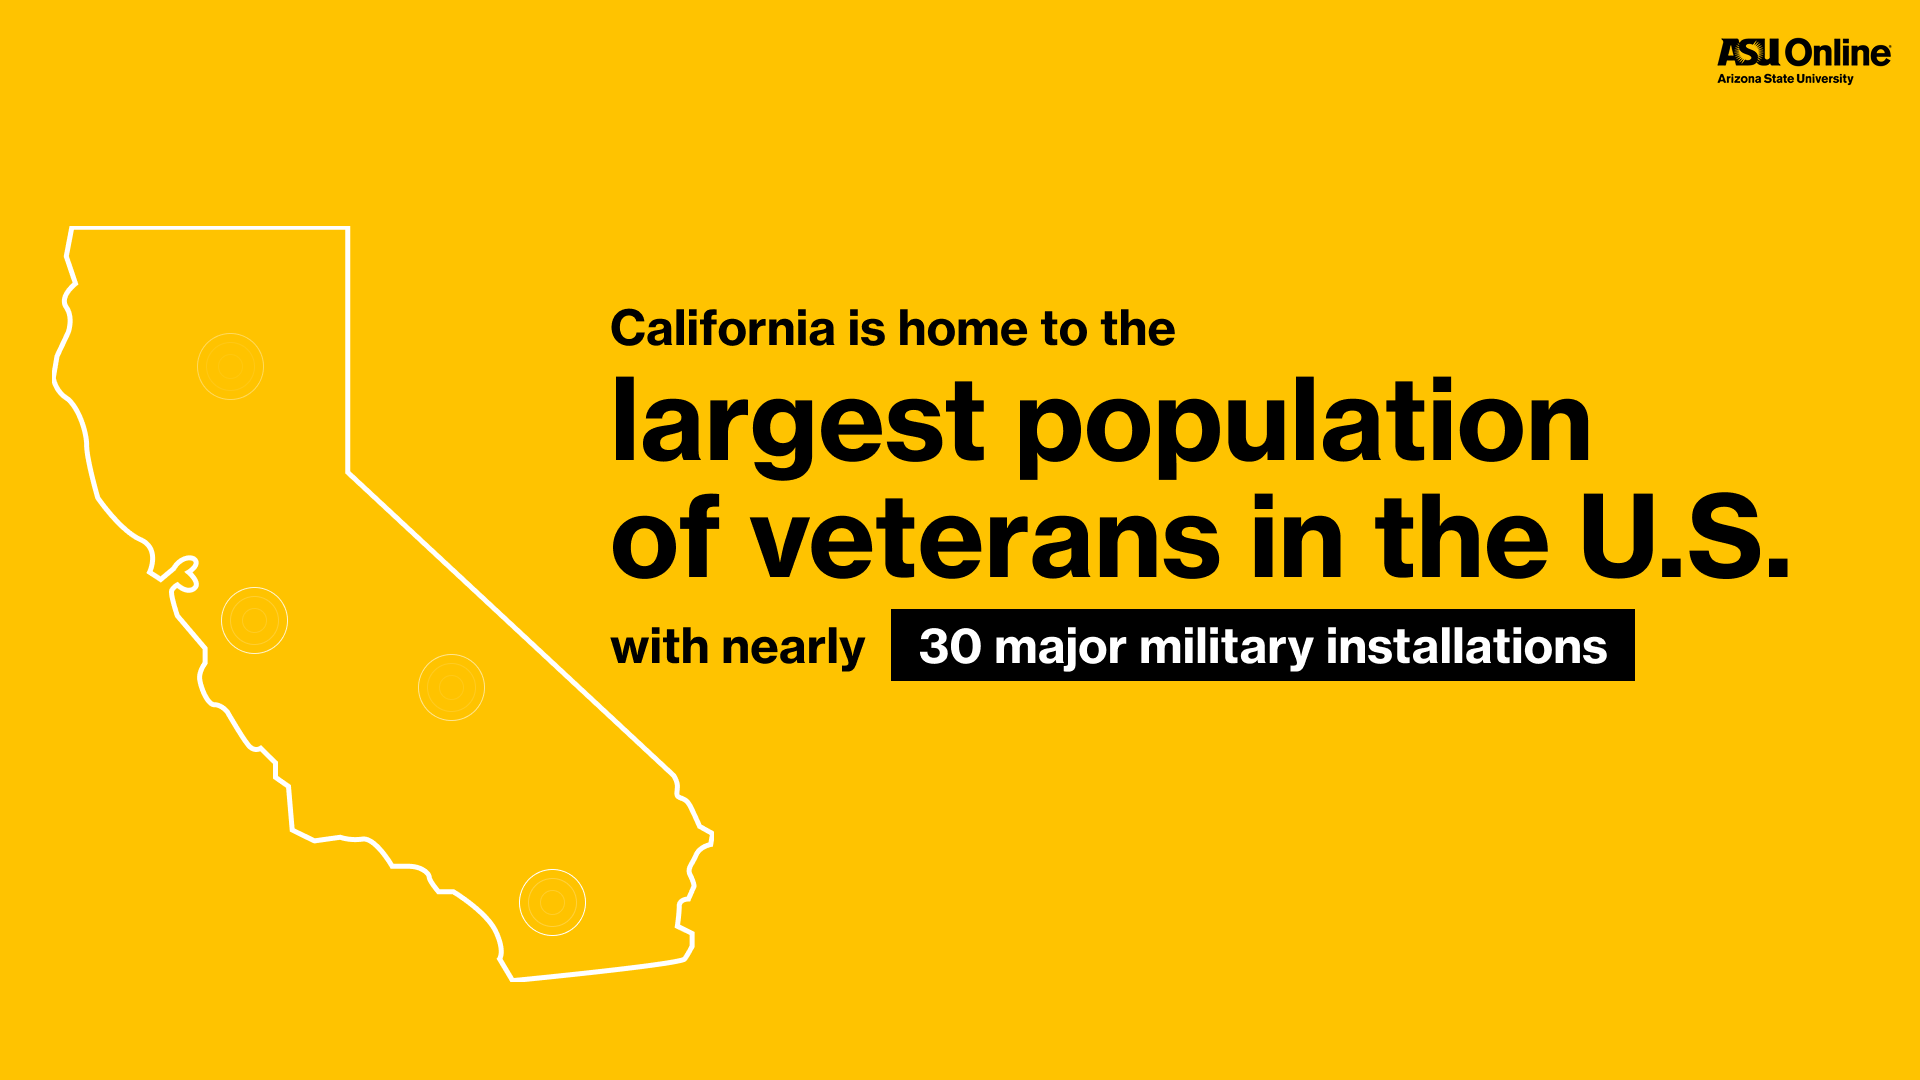 ASU Online
Arizona State University
California is home to the
largest population
of veterans in the U.S.
with nearly 30 major military installations